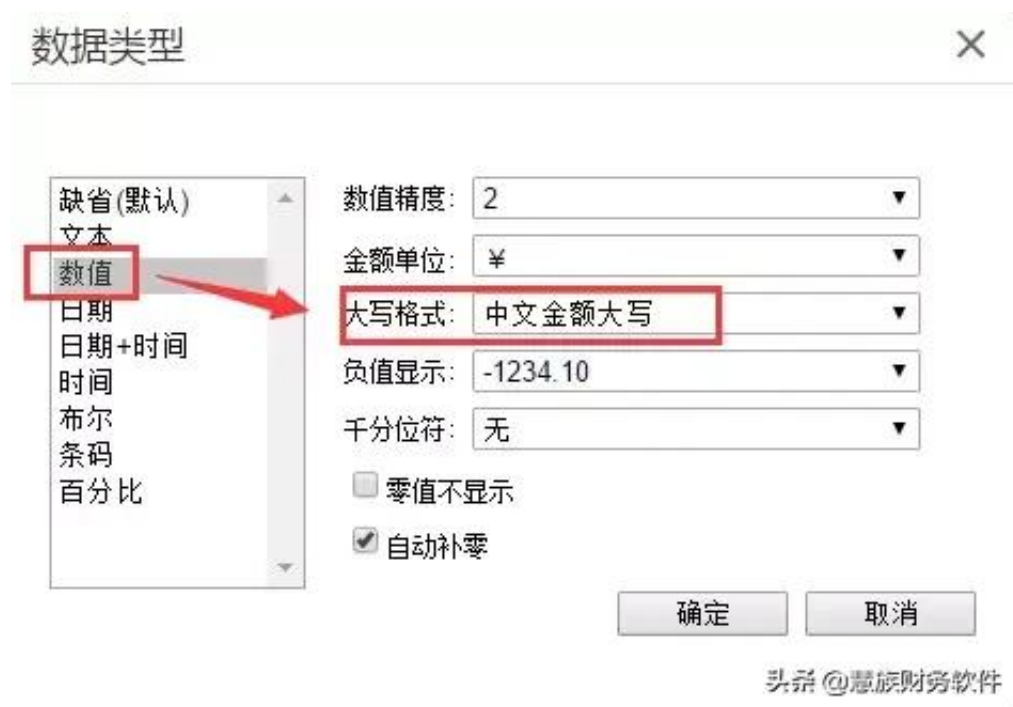 数据类型
缺省(默认)
文本
数值
日期
日期+时间
时间
布尔
条码
百分比
数值精度: 2
金额单位: ¥
大写格式: 中文金额大写
负值显示: -1234.10
千分位符: 无
零值不显示
自动补零
确定 取消
头条 @慧族财务软件